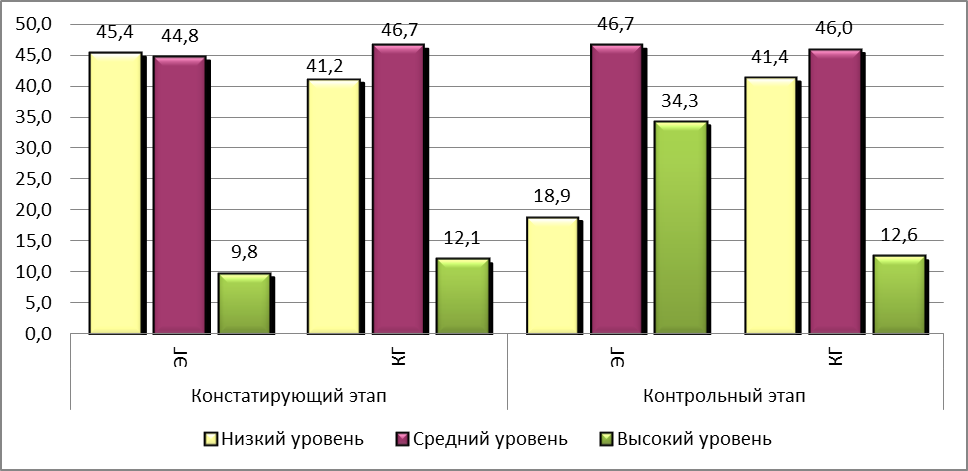 50,0
45,0
40,0
35,0
30,0
25,0
20,0
15,0
10,0
5,0
0,0
45,4 44,8 9,8 41,2 46,7 12,1 18,9 46,7 34,3 41,4 46,0 12,6
ЭГ КГ ЭГ КГ
Констатирующий этап Контрольный этап
Низкий уровень Средний уровень Высокий уровень